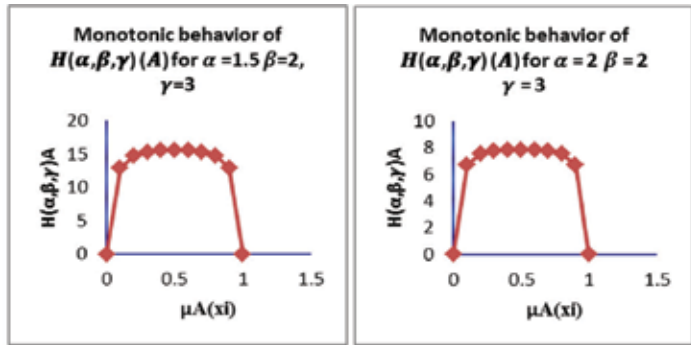 Monotonic behavior of
H(α,β,γ)(A)for α =1.5 β=2,
γ=3
H(α,β,γ)A
20
15
10
5
0
0 0.5 1 1.5
μA(xi)
Monotonic behavior of
H(α,β,γ)(A)for α = 2 β = 2
γ = 3
H(α,β,γ)A
10
8
6
4
2
0
0 0.5 1 1.5
μA(xi)